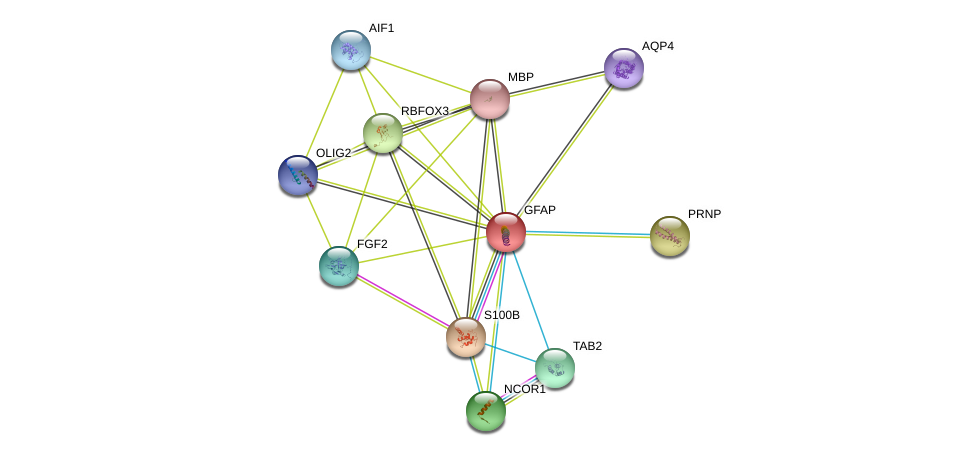 AIF1
AQP4
MBP
RBFOX3
OLIG2
GFAP
PRNP
FGF2
S100B
TAB2
NCOR1